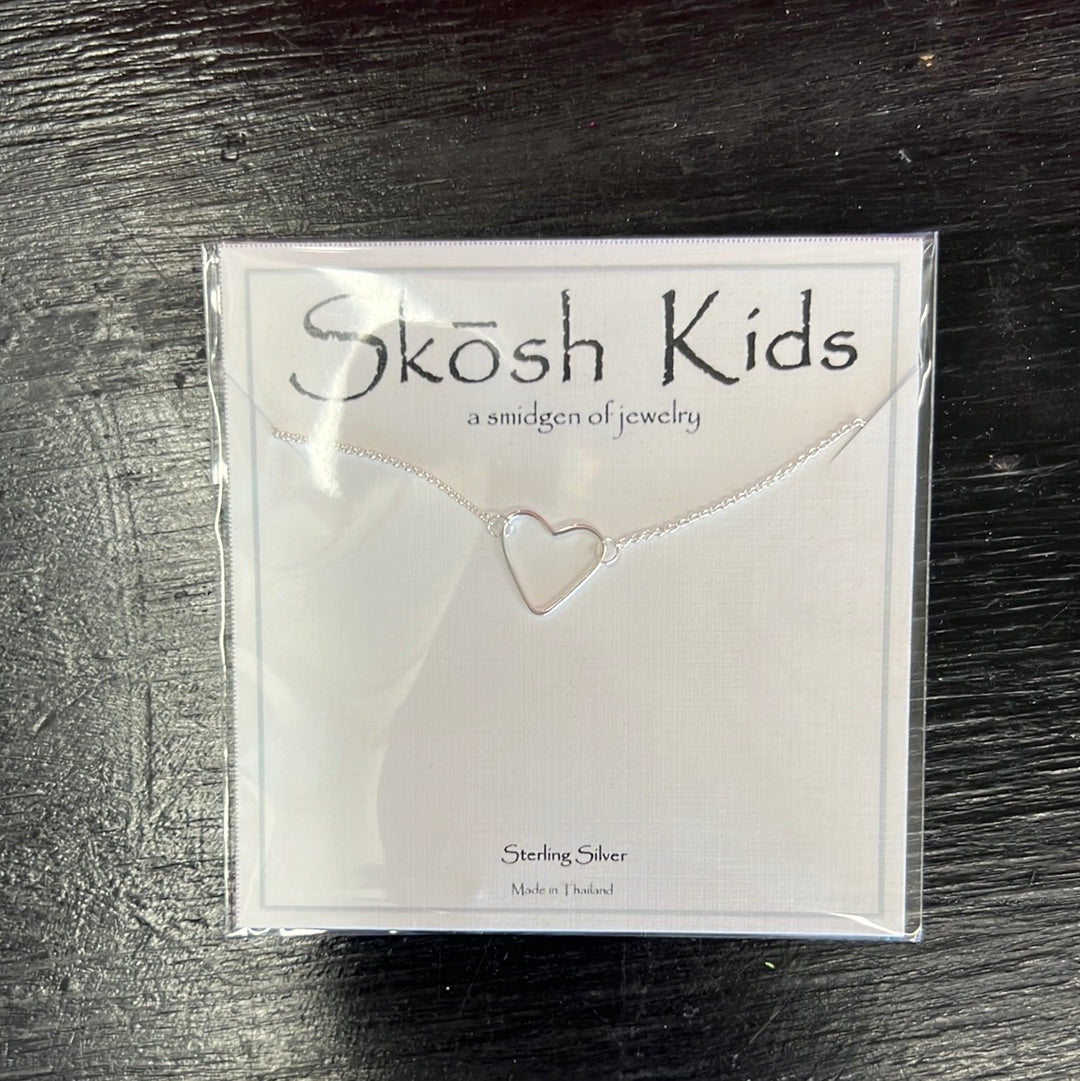 Skōsh Kids
a smidgen of jewelry
Sterling Silver
Made in Thailand